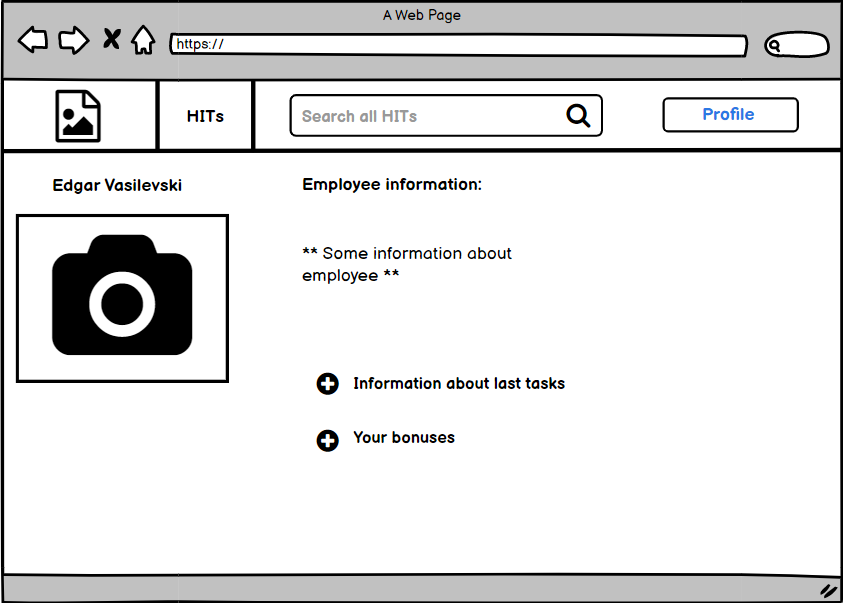 A Web Page
https://
HITs
Search all HITs
Profile
Edgar Vasilevski
Employee information:
** Some information about
employee **
Information about last tasks
Your bonuses